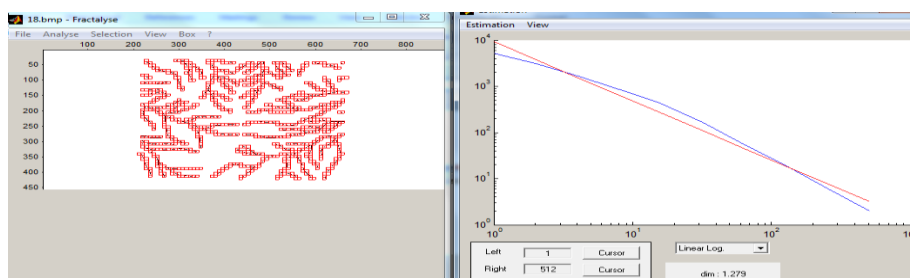 18.bmp - Fractalyse
File Analyse Selection View Box ?
100 200 300 400 500 600 700 800
50
100
150
200
250
300
350
400
450
Estimation View
10^4
10^3
10^2
10^1
10^0
10^0 10^1 10^2
Left 1 Cursor
Right 512 Cursor
Linear Log.
dim : 1.279